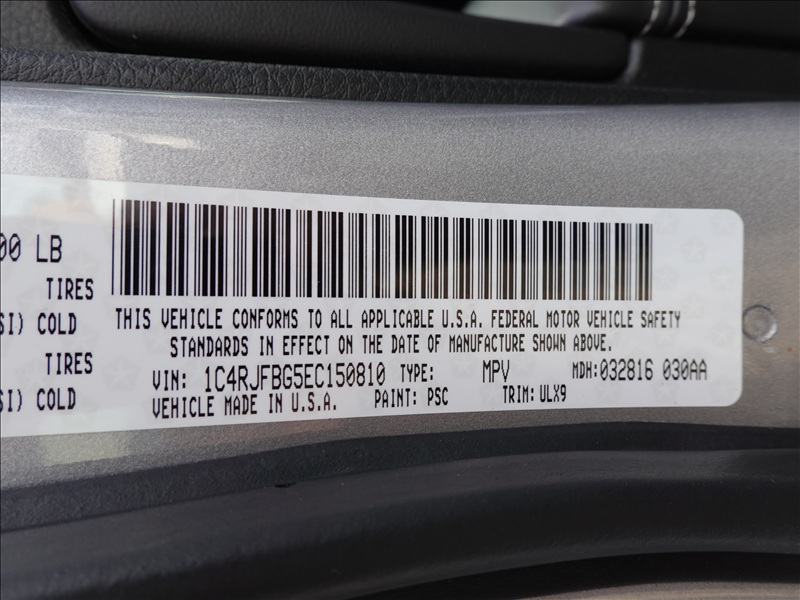 00 LB
TIRES
SI) COLD
TIRES
SI) COLD
THIS VEHICLE CONFORMS TO ALL APPLICABLE U.S.A. FEDERAL MOTOR VEHICLE SAFETY
STANDARDS IN EFFECT ON THE DATE OF MANUFACTURE SHOWN ABOVE.
VIN: 1C4RJFBG5EC150810 TYPE: MPV MDH:032816 030AA
VEHICLE MADE IN U.S.A. PAINT: PSC TRIM: ULX9